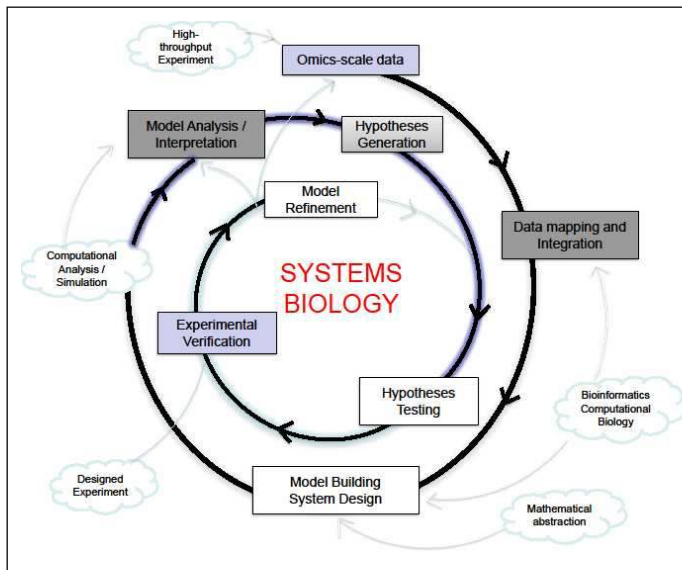 High-
throughput
Experiment
Omics-scale data
Model Analysis /
Interpretation
Hypotheses
Generation
Model
Refinement
Data mapping and
Integration
Computational
Analysis /
Simulation
SYSTEMS
BIOLOGY
Experimental
Verification
Hypotheses
Testing
Bioinformatics
Computational
Biology
Designed
Experiment
Model Building
System Design
Mathematical
abstraction